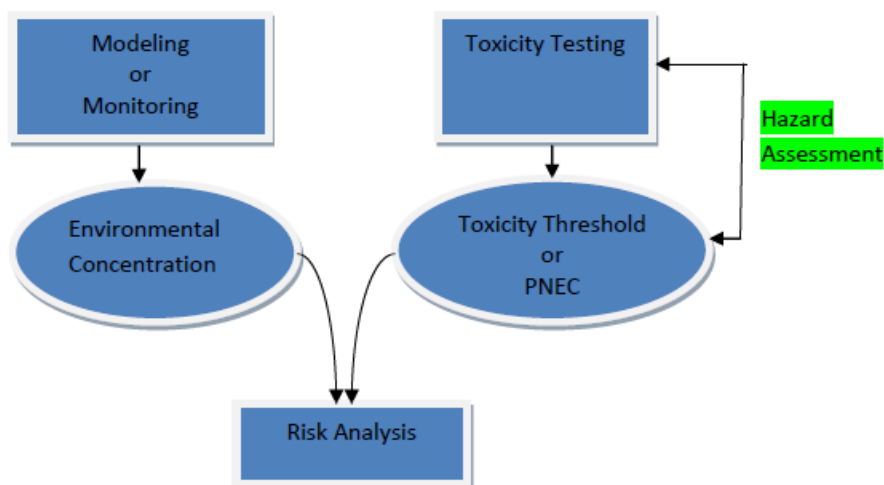 Modeling
or
Monitoring
Toxicity Testing
Hazard
Assessment
Environmental
Concentration
Toxicity Threshold
or
PNEC
Risk Analysis